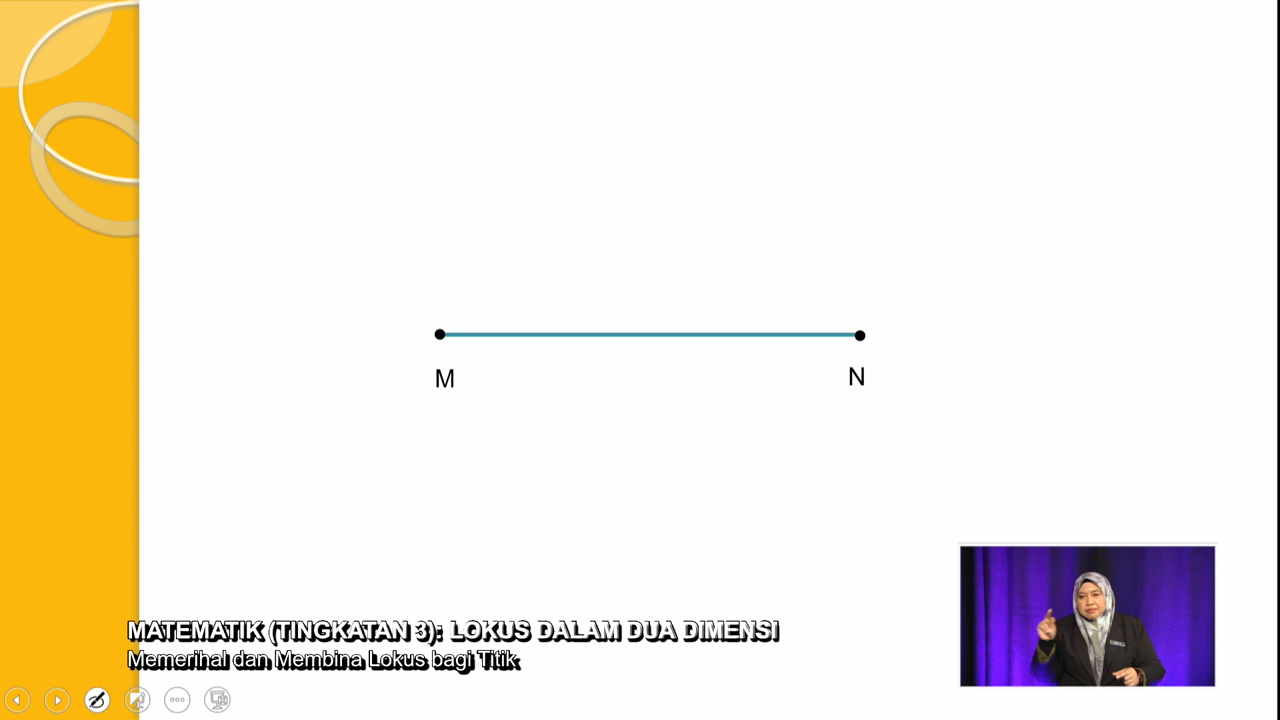 M
N
MATEMATIK (TINGKATAN 3): LOKUS DALAM DUA DIMENSI
Memerihal dan Membina Lokus bagi Titik